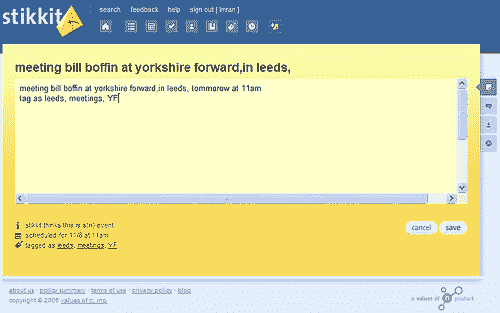 stikkit
search feedback help sign out [ imran ]
meeting bill boffin at yorkshire forward,in leeds,
meeting bill boffin at yorkshire forward,in leeds, tommorow at 11am
tag as leeds, meetings, YF
stikkit thinks this is a(n) event
scheduled for 11/8 at 11am
tagged as leeds, meetings, YF
cancel save
about us · policy summary · terms of use · privacy policy · blog
copyright © 2006 values of n, inc.
a values of n product